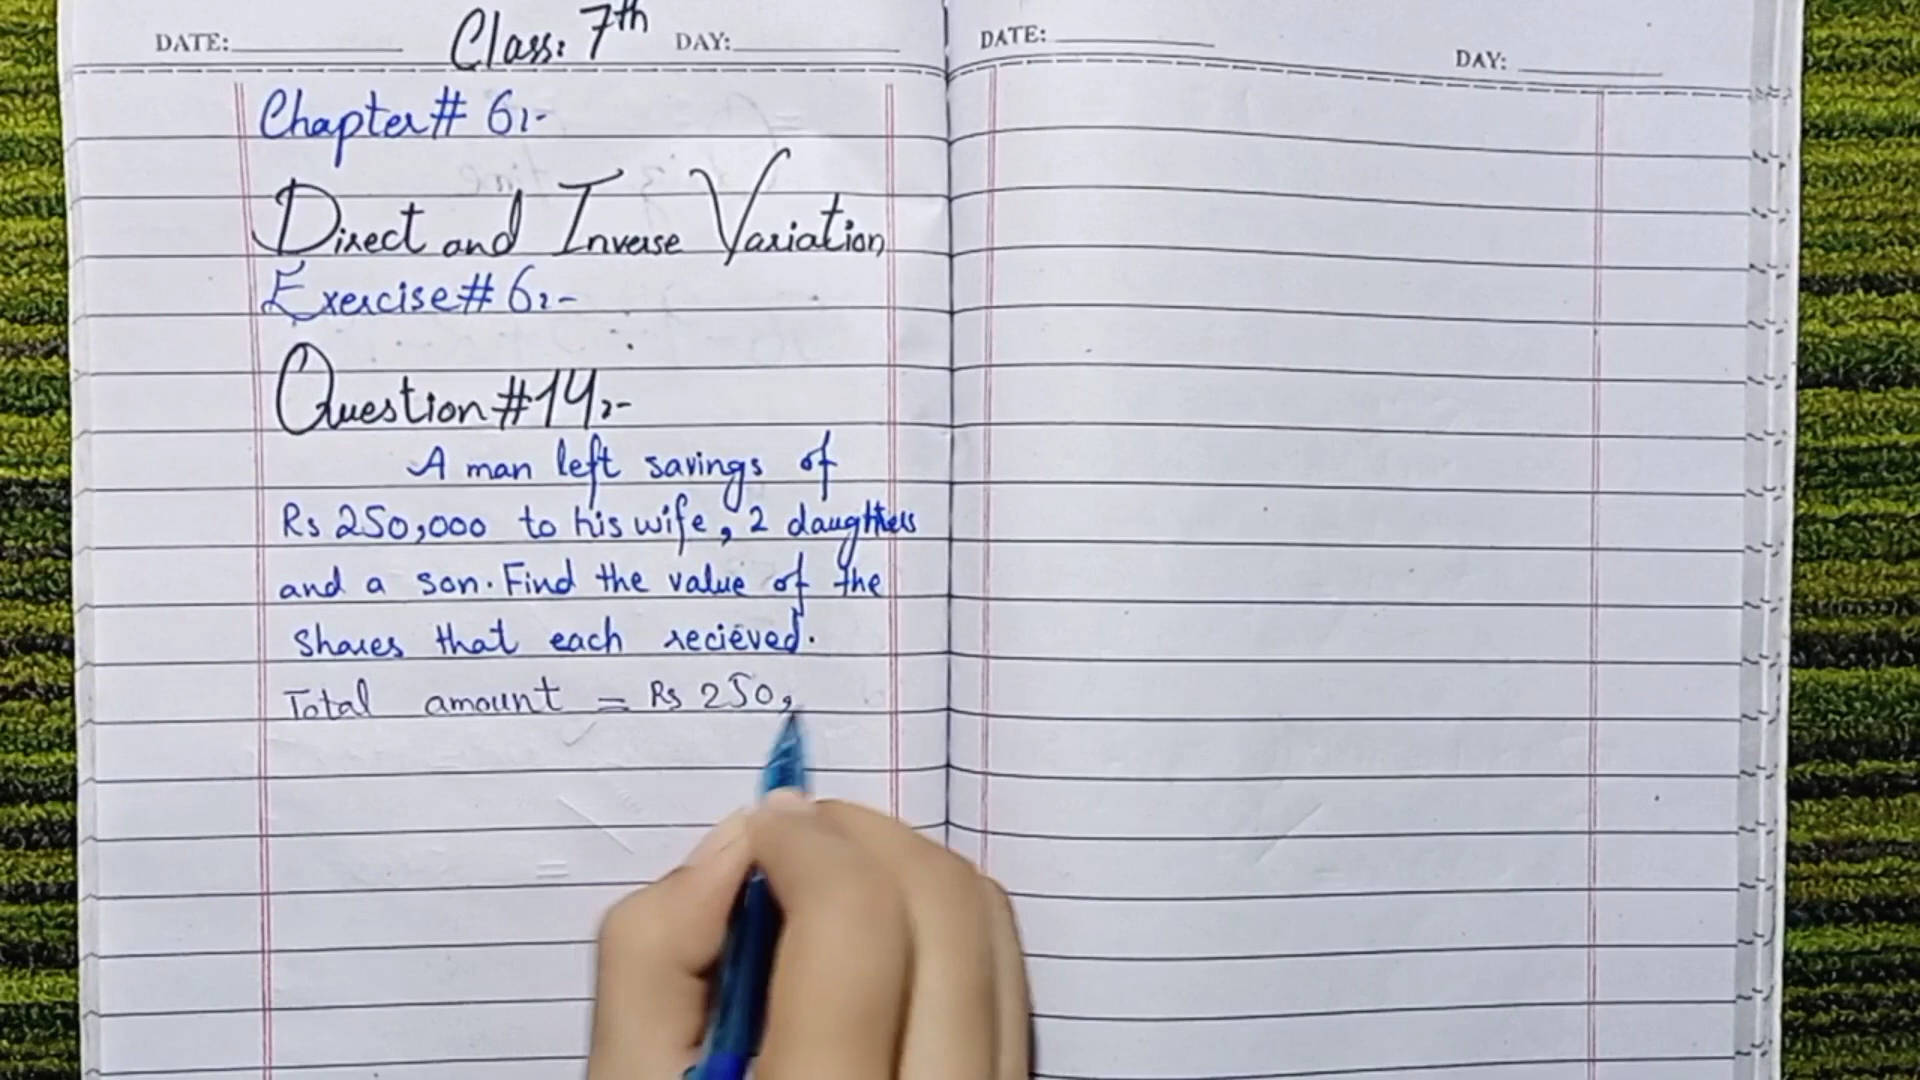 DATE: Class: 7th DAY:
Chapter# 6:-
Direct and Inverse Variation
Exercise# 6:-
Question #14:-
A man left savings of
Rs 250,000 to his wife, 2 daughters
and a son. Find the value of the
shares that each recieved.
Total amount = Rs 250,
DATE:
DAY: